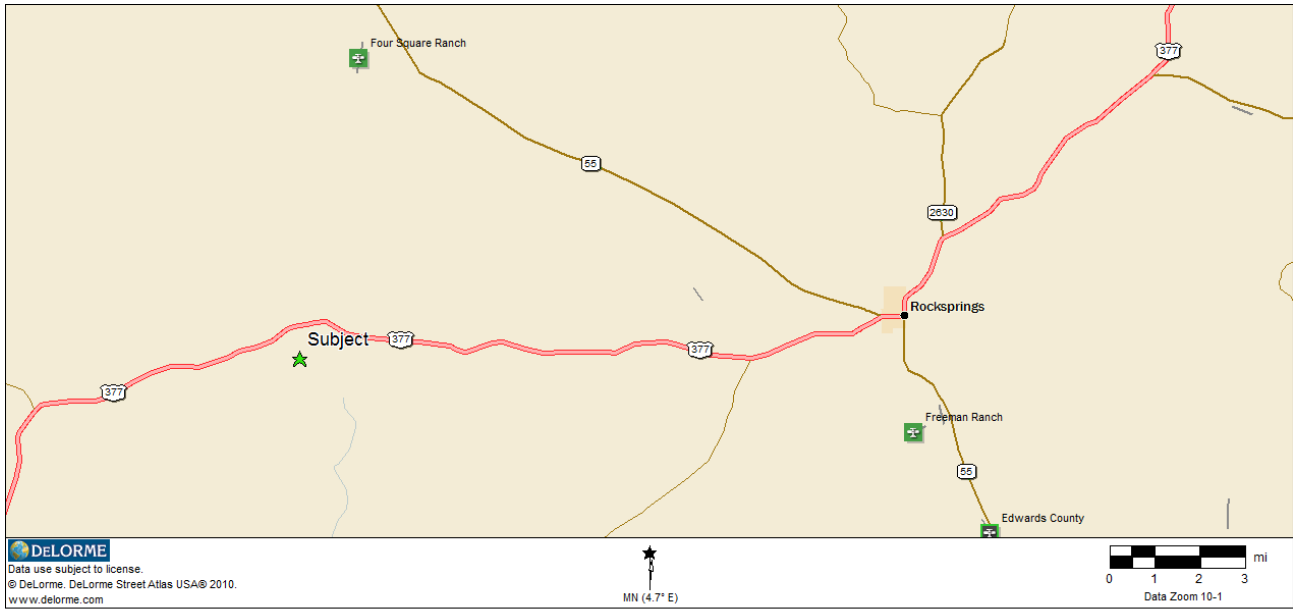 Four Square Ranch
377
55
2630
Rocksprings
Subject
377
377
377
Freeman Ranch
55
Edwards County
DELORME
Data use subject to license.
© DeLorme. DeLorme Street Atlas USA® 2010.
www.delorme.com
MN (4.7° E)
mi
0 1 2 3
Data Zoom 10-1